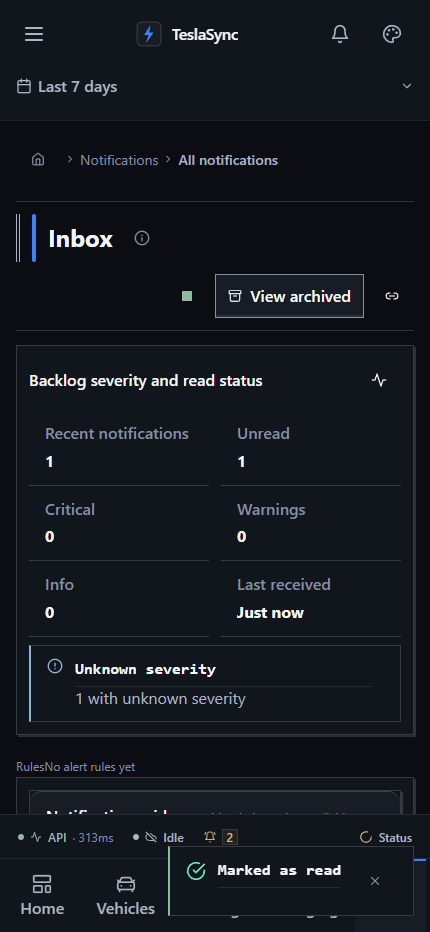 TeslaSync
Last 7 days
Notifications
All notifications
Inbox
View archived
Backlog severity and read status
Recent notifications
1
Unread
1
Critical
0
Warnings
0
Info
0
Last received
Just now
Unknown severity
1 with unknown severity
RulesNo alert rules yet
API · 313ms
Idle
2
Status
Marked as read
Home
Vehicles